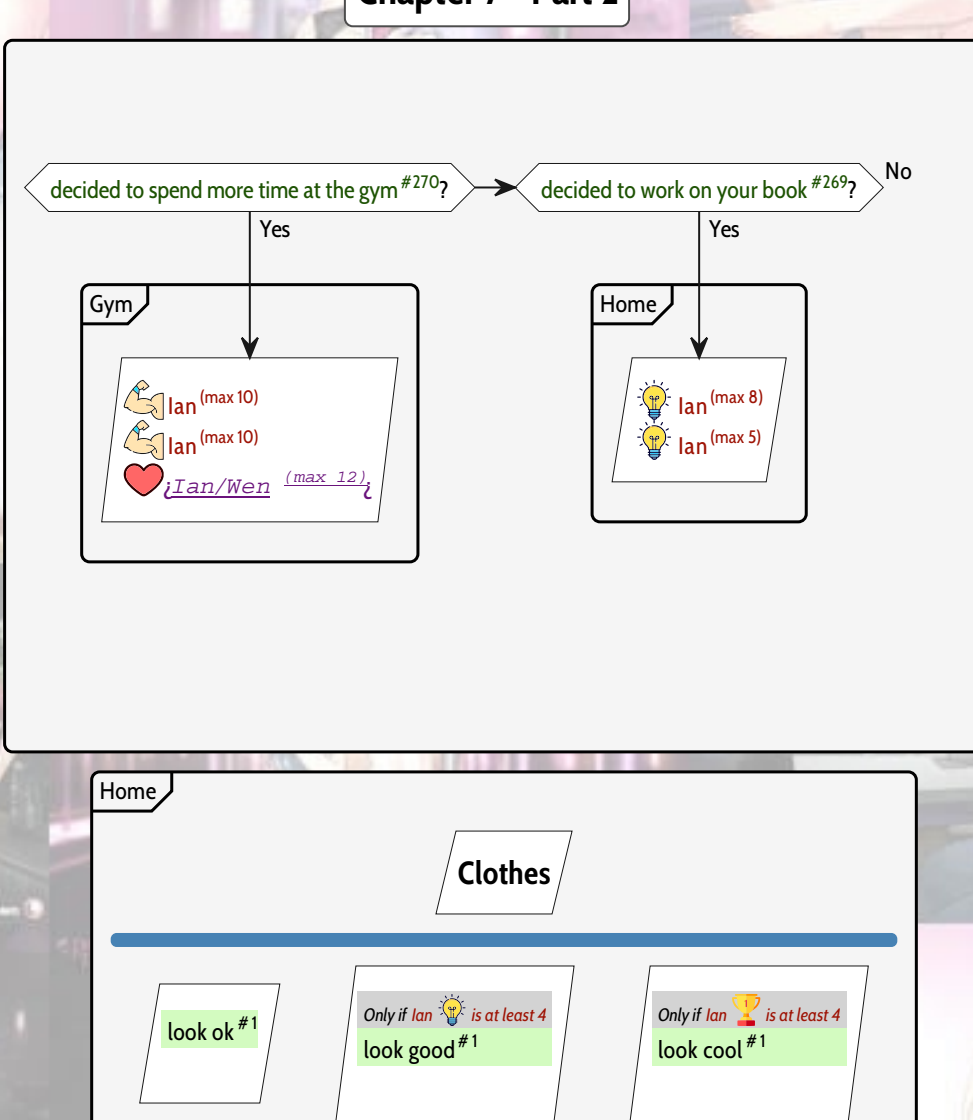 decided to spend more time at the gym #270? decided to work on your book #269? No
Yes Yes
Gym
Ian (max 10)
Ian (max 10)
¿Ian/Wen (max 12)¿
Home
Ian (max 8)
Ian (max 5)
Home
Clothes
look ok #1
Only if Ian is at least 4
look good #1
Only if Ian 1 is at least 4
look cool #1